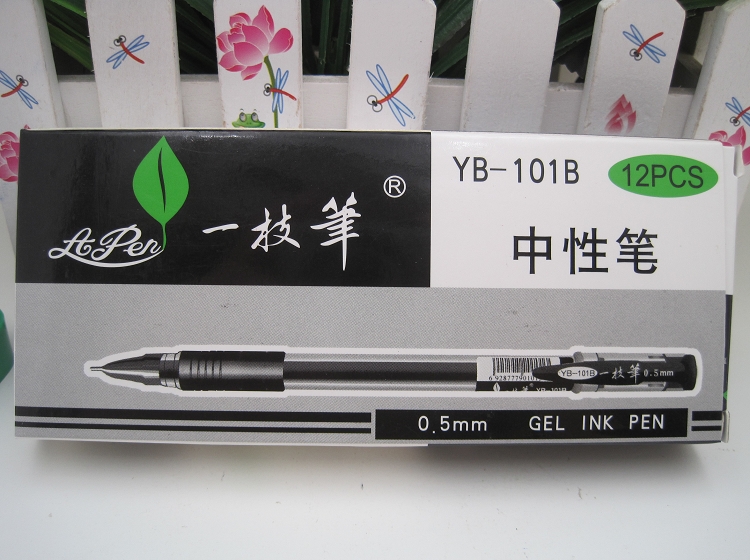 A Pen 一枝筆 ®
YB-101B 12PCS
中性笔
YB-101B 一枝筆 0.5mm
0.5mm GEL INK PEN